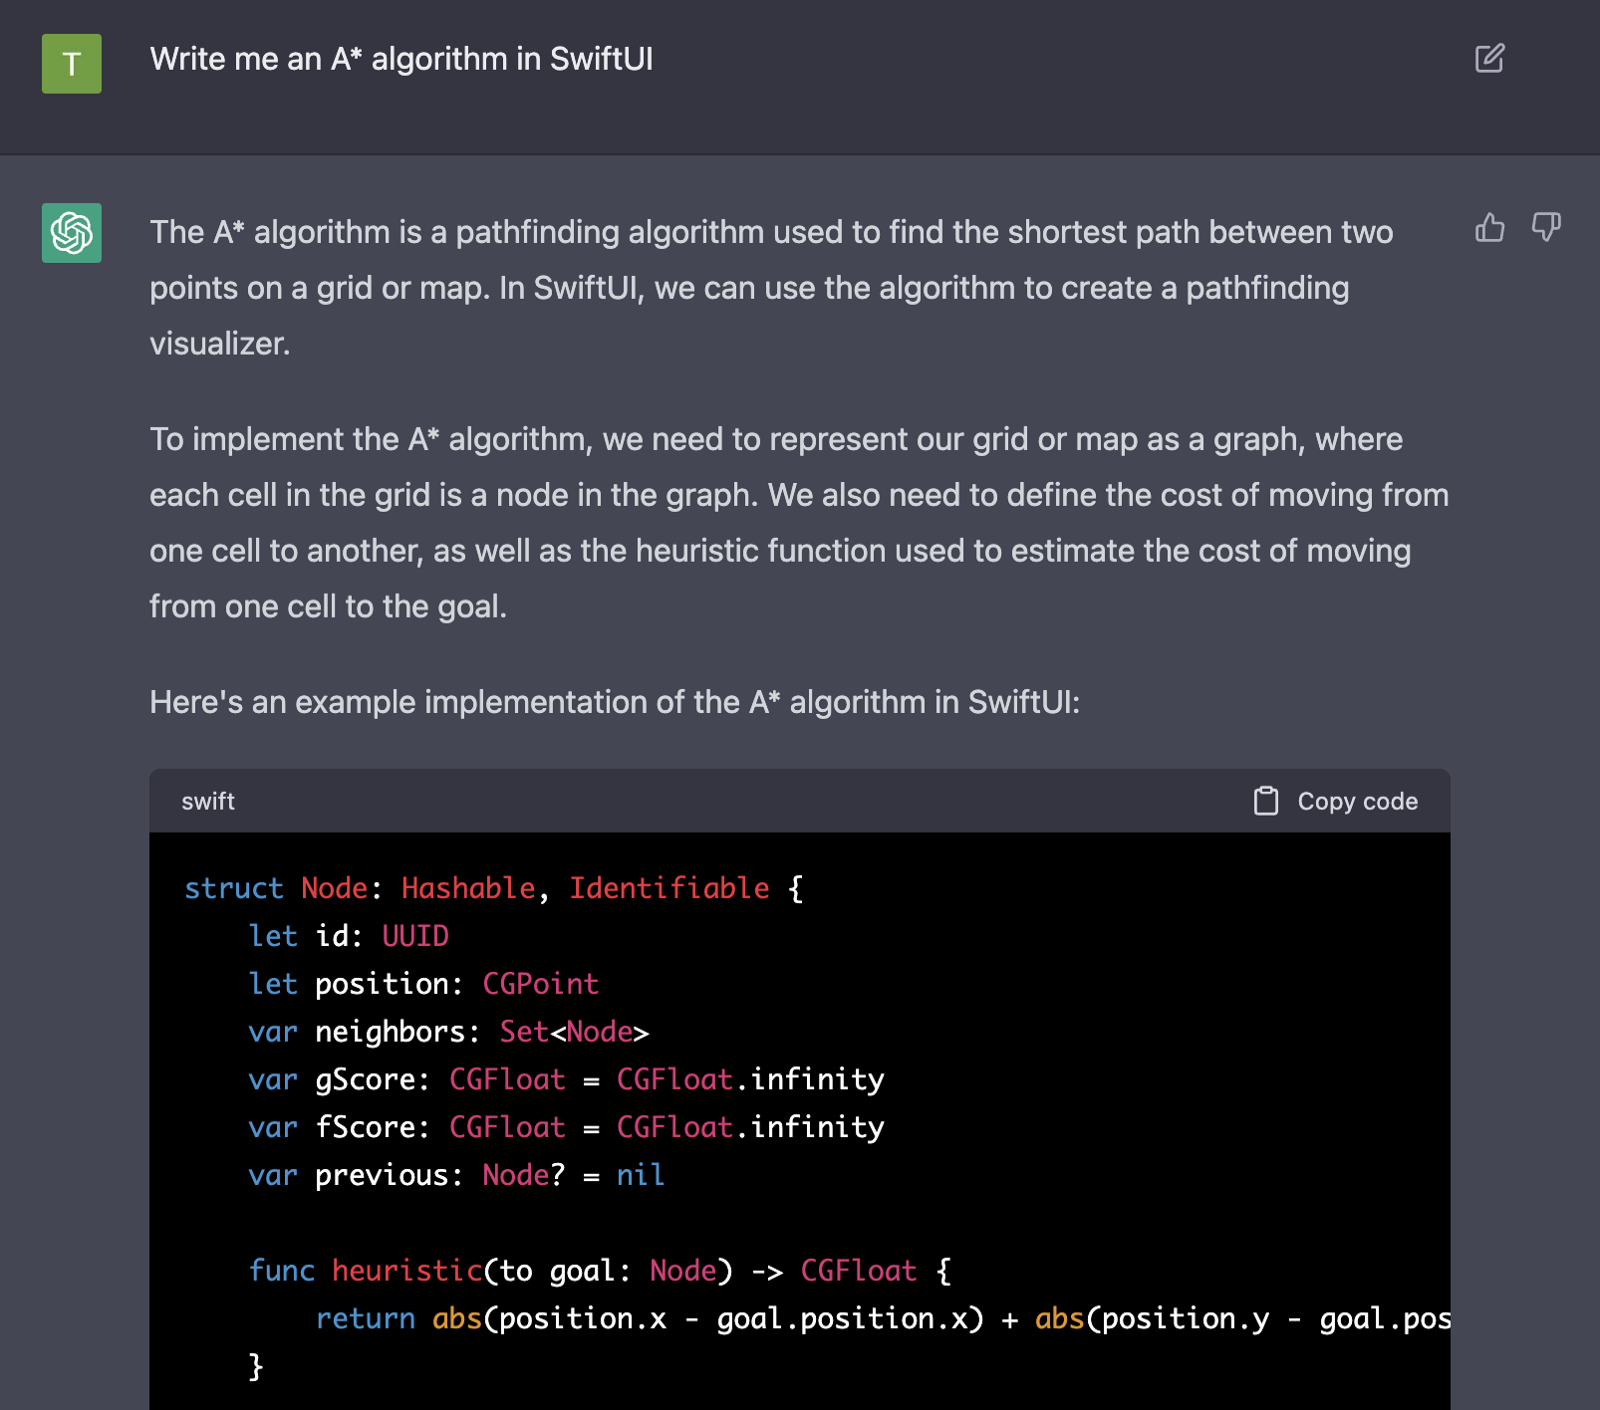 T
Write me an A* algorithm in SwiftUI
The A* algorithm is a pathfinding algorithm used to find the shortest path between two
points on a grid or map. In SwiftUI, we can use the algorithm to create a pathfinding
visualizer.
To implement the A* algorithm, we need to represent our grid or map as a graph, where
each cell in the grid is a node in the graph. We also need to define the cost of moving from
one cell to another, as well as the heuristic function used to estimate the cost of moving
from one cell to the goal.
Here's an example implementation of the A* algorithm in SwiftUI:
swift
Copy code
struct Node: Hashable, Identifiable {
    let id: UUID
    let position: CGPoint
    var neighbors: Set<Node>
    var gScore: CGFloat = CGFloat.infinity
    var fScore: CGFloat = CGFloat.infinity
    var previous: Node? = nil
    func heuristic(to goal: Node) -> CGFloat {
        return abs(position.x - goal.position.x) + abs(position.y - goal.pos
    }